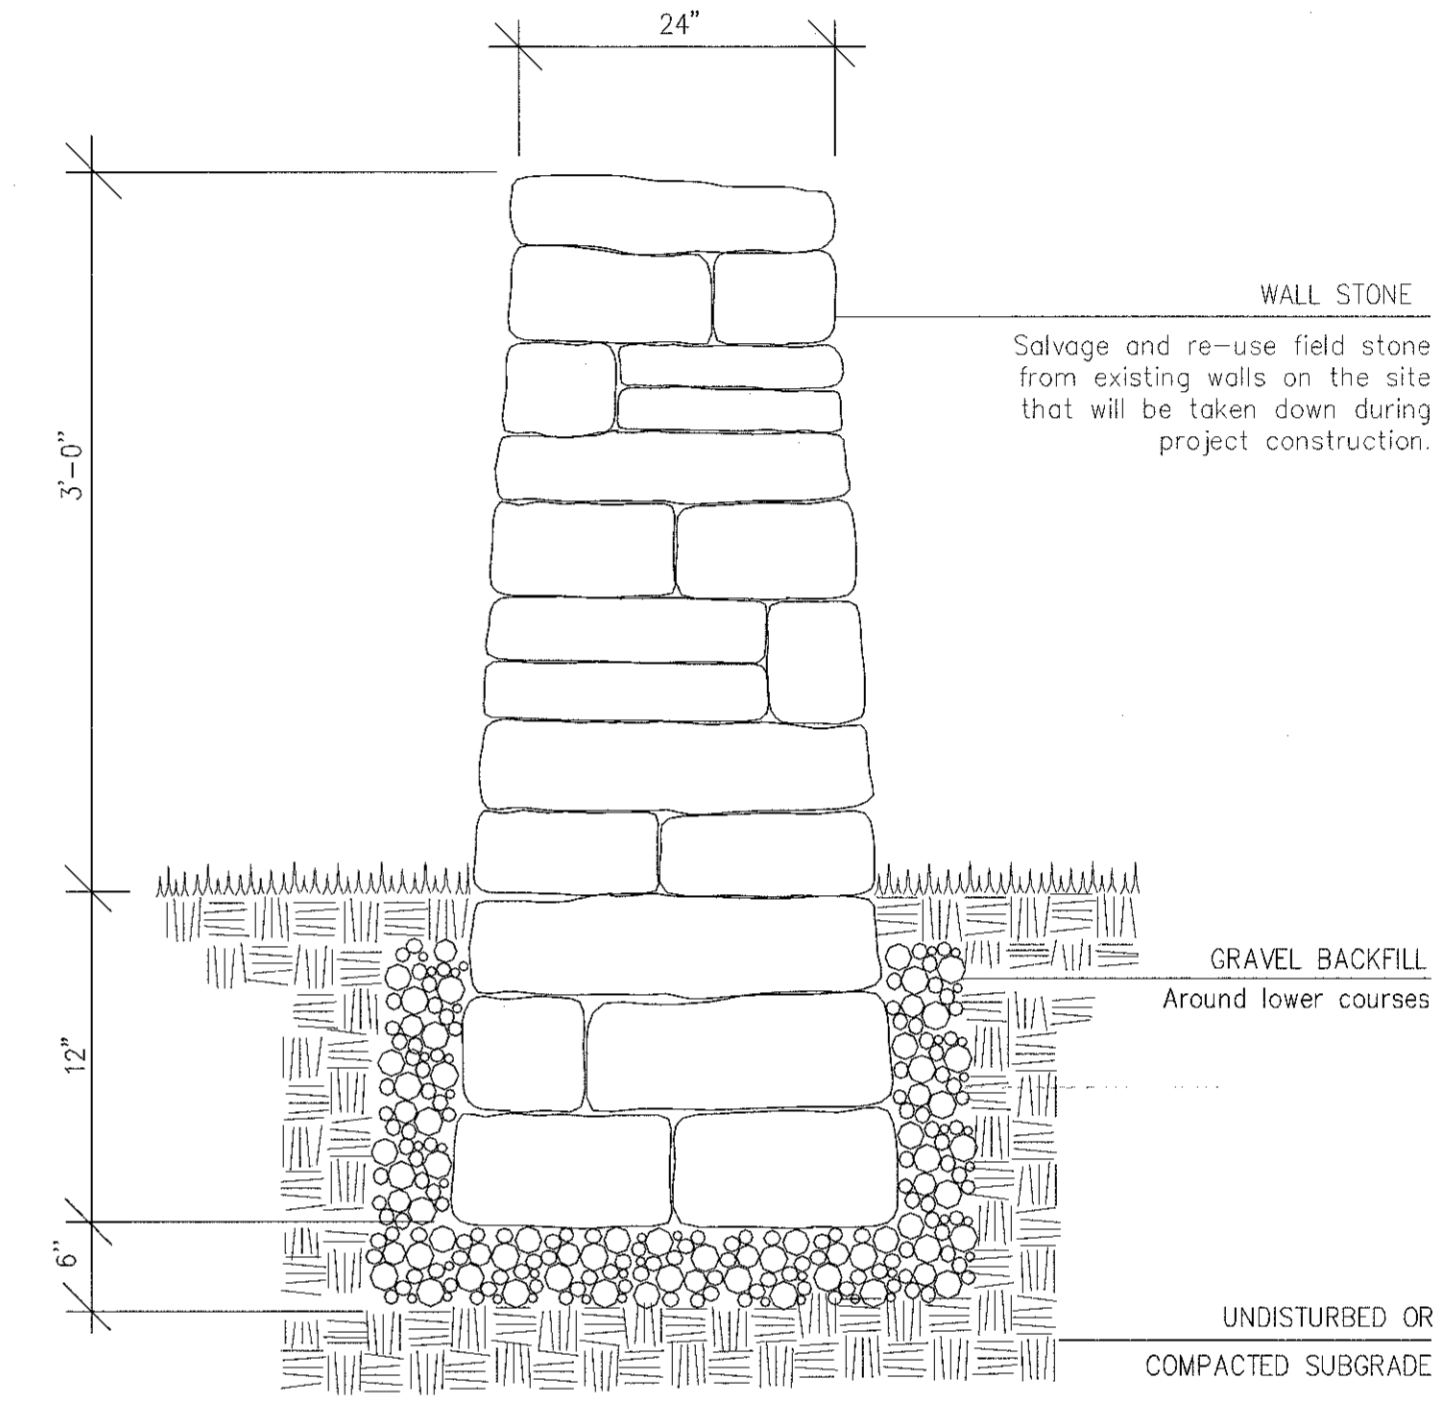 24"
3'-0"
WALL STONE
Salvage and re-use field stone
from existing walls on the site
that will be taken down during
project construction.
GRAVEL BACKFILL
Around lower courses
12"
6"
UNDISTURBED OR
COMPACTED SUBGRADE